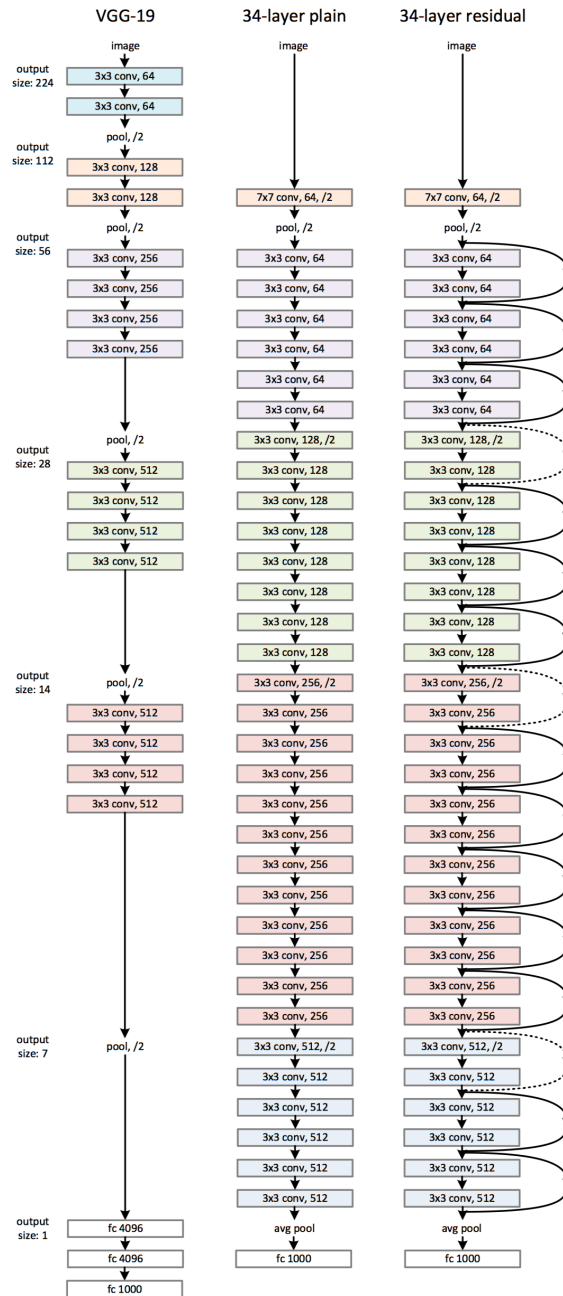 VGG-19
34-layer plain
34-layer residual
output
size: 224
output
size: 112
output
size: 56
output
size: 28
output
size: 14
output
size: 7
output
size: 1
image
3x3 conv, 64
3x3 conv, 64
pool, /2
3x3 conv, 128
3x3 conv, 128
pool, /2
3x3 conv, 256
3x3 conv, 256
3x3 conv, 256
3x3 conv, 256
pool, /2
3x3 conv, 512
3x3 conv, 512
3x3 conv, 512
3x3 conv, 512
pool, /2
3x3 conv, 512
3x3 conv, 512
3x3 conv, 512
3x3 conv, 512
pool, /2
fc 4096
fc 4096
fc 1000
image
7x7 conv, 64, /2
pool, /2
3x3 conv, 64
3x3 conv, 64
3x3 conv, 64
3x3 conv, 64
3x3 conv, 64
3x3 conv, 64
3x3 conv, 128, /2
3x3 conv, 128
3x3 conv, 128
3x3 conv, 128
3x3 conv, 128
3x3 conv, 128
3x3 conv, 128
3x3 conv, 128
3x3 conv, 256, /2
3x3 conv, 256
3x3 conv, 256
3x3 conv, 256
3x3 conv, 256
3x3 conv, 256
3x3 conv, 256
3x3 conv, 256
3x3 conv, 256
3x3 conv, 256
3x3 conv, 256
3x3 conv, 256
3x3 conv, 512, /2
3x3 conv, 512
3x3 conv, 512
3x3 conv, 512
3x3 conv, 512
3x3 conv, 512
avg pool
fc 1000
image
7x7 conv, 64, /2
pool, /2
3x3 conv, 64
3x3 conv, 64
3x3 conv, 64
3x3 conv, 64
3x3 conv, 64
3x3 conv, 64
3x3 conv, 128, /2
3x3 conv, 128
3x3 conv, 128
3x3 conv, 128
3x3 conv, 128
3x3 conv, 128
3x3 conv, 128
3x3 conv, 128
3x3 conv, 256, /2
3x3 conv, 256
3x3 conv, 256
3x3 conv, 256
3x3 conv, 256
3x3 conv, 256
3x3 conv, 256
3x3 conv, 256
3x3 conv, 256
3x3 conv, 256
3x3 conv, 256
3x3 conv, 256
3x3 conv, 512, /2
3x3 conv, 512
3x3 conv, 512
3x3 conv, 512
3x3 conv, 512
3x3 conv, 512
avg pool
fc 1000